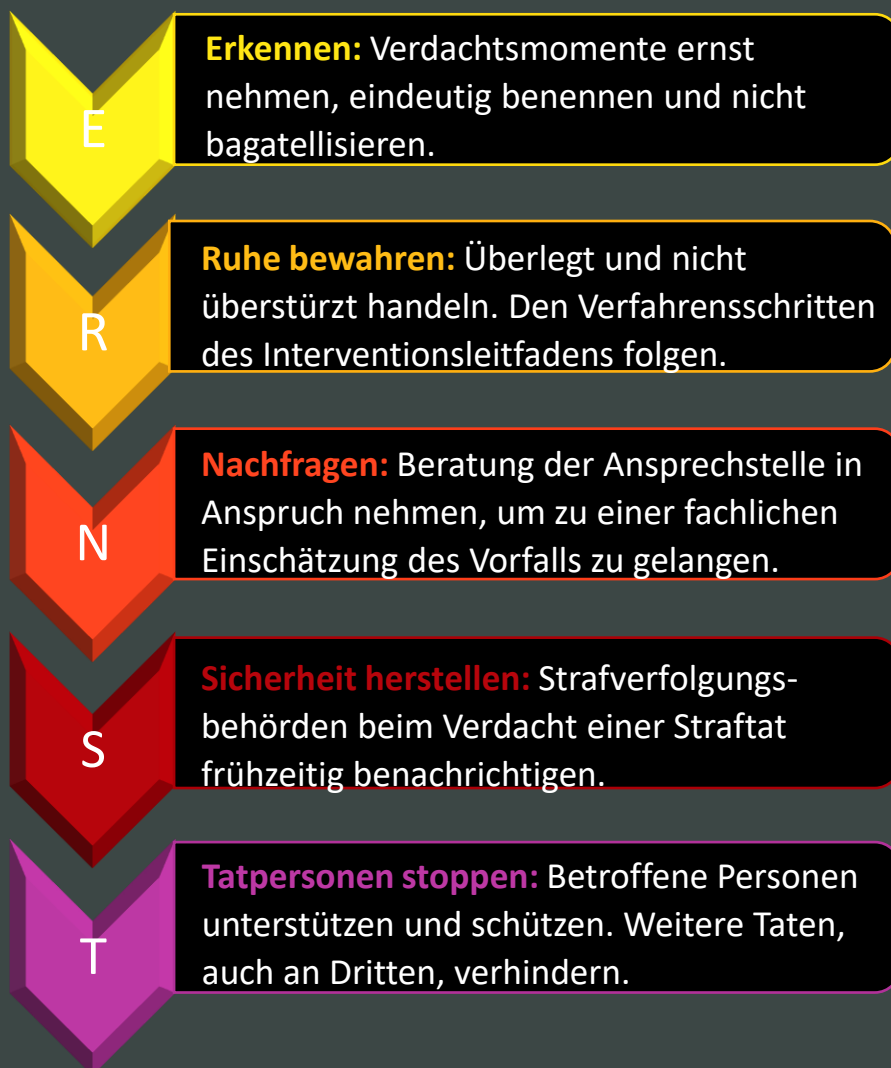 E
Erkennen: Verdachtsmomente ernst
nehmen, eindeutig benennen und nicht
bagatellisieren.
R
Ruhe bewahren: Überlegt und nicht
überstürzt handeln. Den Verfahrensschritten
des Interventionsleitfadens folgen.
N
Nachfragen: Beratung der Ansprechstelle in
Anspruch nehmen, um zu einer fachlichen
Einschätzung des Vorfalls zu gelangen.
S
Sicherheit herstellen: Strafverfolgungs-
behörden beim Verdacht einer Straftat
frühzeitig benachrichtigen.
T
Tatpersonen stoppen: Betroffene Personen
unterstützen und schützen. Weitere Taten,
auch an Dritten, verhindern.